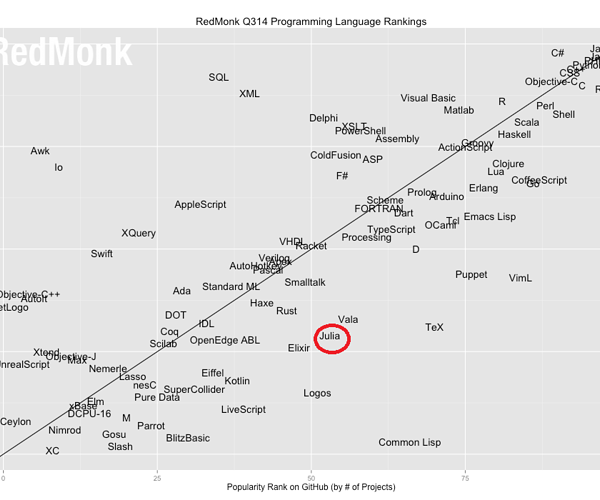 RedMonk Q314 Programming Language Rankings
RedMonk
C#
SQL
CSS
Objective-C
C
XML
Visual Basic
R
Perl
Matlab
Shell
Delphi
Scala
XSLT
PowerShell
Haskell
Assembly
Groovy
ActionScript
Awk
ColdFusion
ASP
Io
Clojure
Lua
F#
CoffeeScript
Go
Erlang
Prolog
Arduino
AppleScript
Scheme
FORTRAN
Dart
Emacs Lisp
Tcl
OCaml
TypeScript
XQuery
Processing
VHDL
Racket
D
Swift
Verilog
Apex
AutoHotkey
Pascal
Puppet
VimL
Smalltalk
Standard ML
Ada
Objective-C++
AutoIt
etLogo
Haxe
Rust
DOT
Vala
IDL
TeX
Coq
Julia
OpenEdge ABL
Scilab
Elixir
Xtend
Objective-J
Max
UnrealScript
Nemerle
Eiffel
Lasso
Kotlin
nesC
SuperCollider
Logos
Pure Data
Elm
xBase
LiveScript
DCPU-16
M
Ceylon
Parrot
Nimrod
Gosu
BlitzBasic
Common Lisp
Slash
XC
0
25
50
75
Popularity Rank on GitHub (by # of Projects)